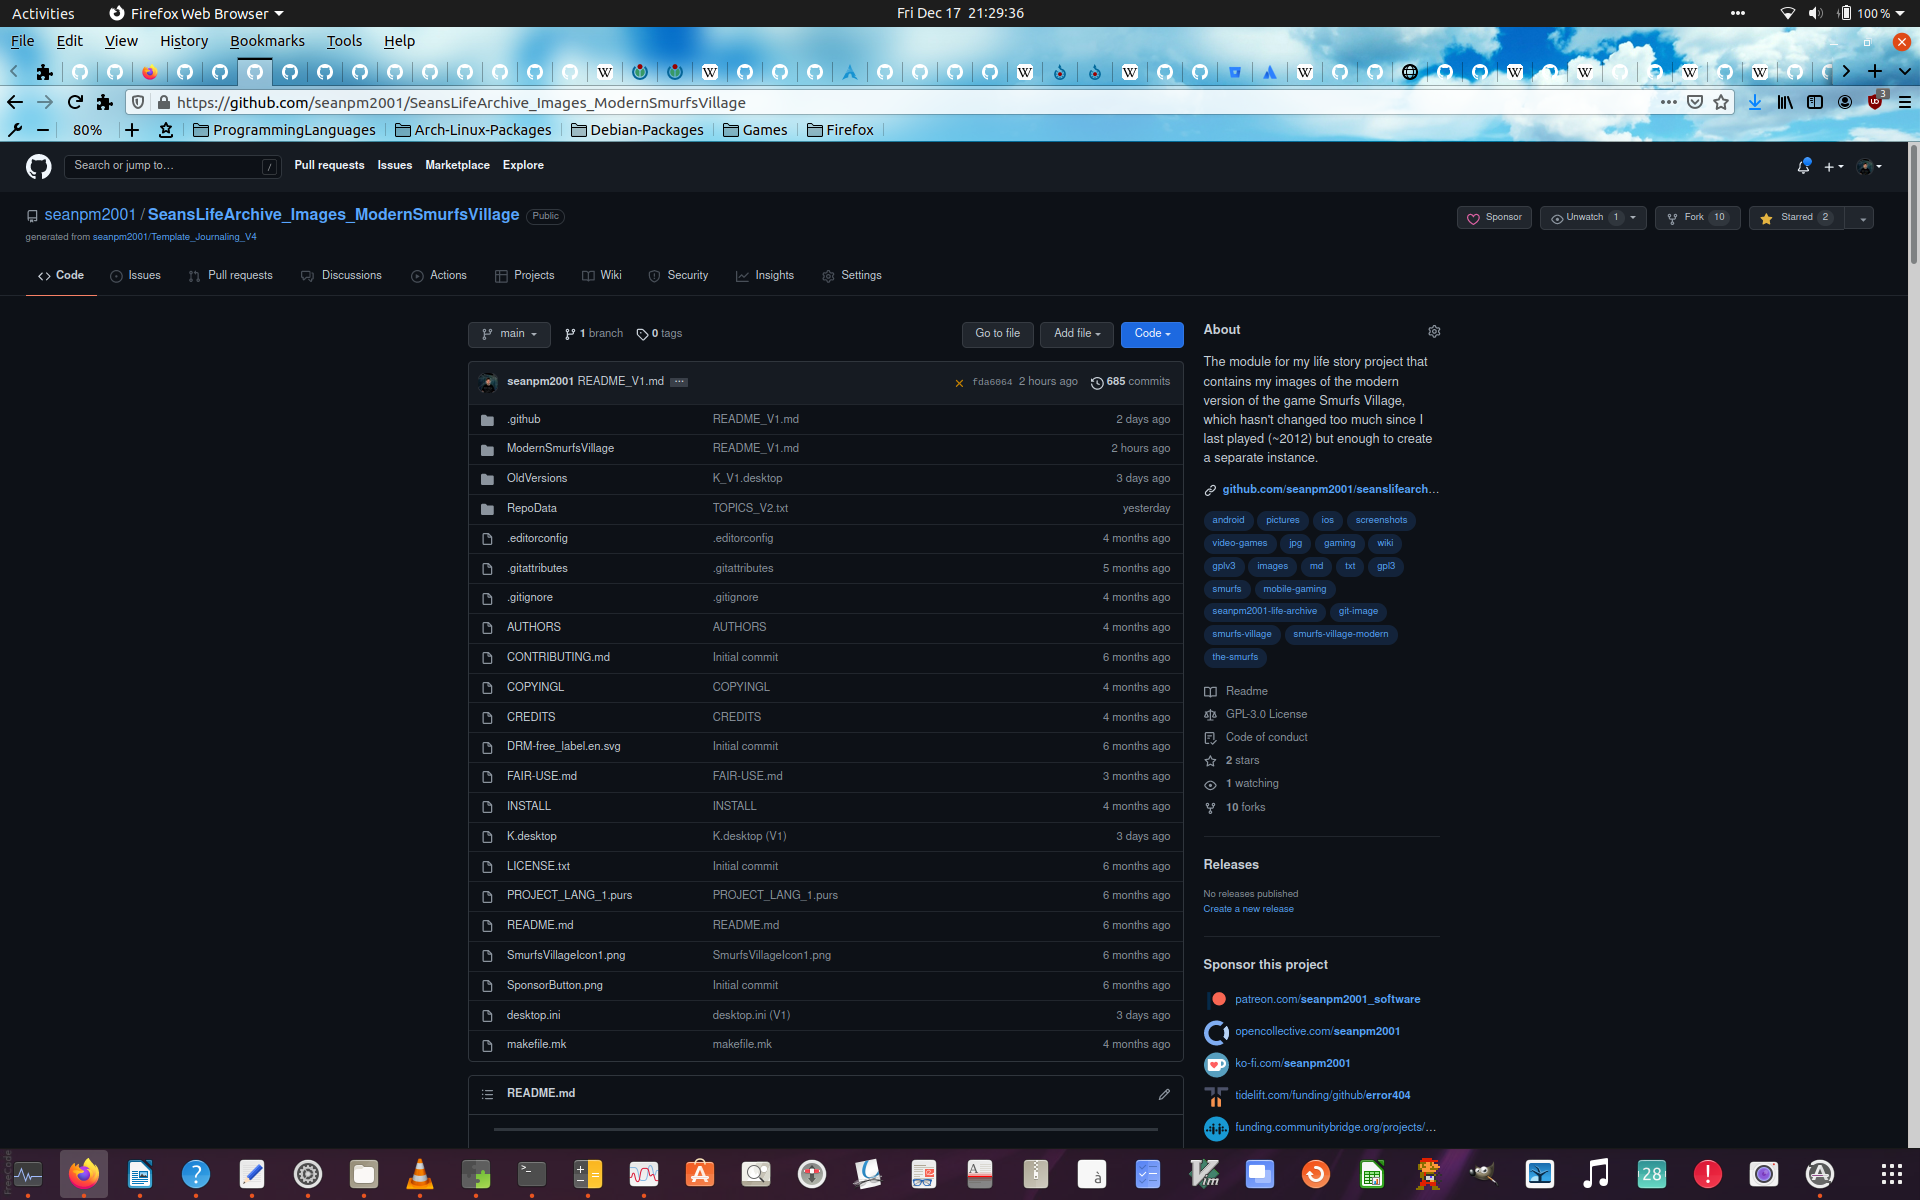 Activities Firefox Web Browser Fri Dec 17 21:29:36 100 %
File Edit View History Bookmarks Tools Help
https://github.com/seanpm2001/SeansLifeArchive_Images_ModernSmurfsVillage 3
80% ProgrammingLanguages Arch-Linux-Packages Debian-Packages Games Firefox
Search or jump to… / Pull requests Issues Marketplace Explore
seanpm2001 / SeansLifeArchive_Images_ModernSmurfsVillage Public Sponsor Unwatch 1 Fork 10 Starred 2
generated from seanpm2001/Template_Journaling_V4
Code Issues Pull requests Discussions Actions Projects Wiki Security Insights Settings
main 1 branch 0 tags Go to file Add file Code
seanpm2001 README_V1.md fda6064 2 hours ago 685 commits
.github README_V1.md 2 days ago
ModernSmurfsVillage README_V1.md 2 hours ago
OldVersions K_V1.desktop 3 days ago
RepoData TOPICS_V2.txt yesterday
.editorconfig .editorconfig 4 months ago
.gitattributes .gitattributes 5 months ago
.gitignore .gitignore 4 months ago
AUTHORS AUTHORS 4 months ago
CONTRIBUTING.md Initial commit 6 months ago
COPYINGL COPYINGL 4 months ago
CREDITS CREDITS 4 months ago
DRM-free_label.en.svg Initial commit 6 months ago
FAIR-USE.md FAIR-USE.md 3 months ago
INSTALL INSTALL 4 months ago
K.desktop K.desktop (V1) 3 days ago
LICENSE.txt Initial commit 6 months ago
PROJECT_LANG_1.purs PROJECT_LANG_1.purs 6 months ago
README.md README.md 6 months ago
SmurfsVillageIcon1.png SmurfsVillageIcon1.png 6 months ago
SponsorButton.png Initial commit 6 months ago
desktop.ini desktop.ini (V1) 3 days ago
makefile.mk makefile.mk 4 months ago
README.md
About
The module for my life story project that
contains my images of the modern
version of the game Smurfs Village,
which hasn't changed too much since I
last played (~2012) but enough to create
a separate instance.
github.com/seanpm2001/seanslifearch…
android pictures ios screenshots
video-games jpg gaming wiki
gplv3 images md txt gpl3
smurfs mobile-gaming
seanpm2001-life-archive git-image
smurfs-village smurfs-village-modern
the-smurfs
Readme
GPL-3.0 License
Code of conduct
2 stars
1 watching
10 forks
Releases
No releases published
Create a new release
Sponsor this project
patreon.com/seanpm2001_software
opencollective.com/seanpm2001
ko-fi.com/seanpm2001
tidelift.com/funding/github/error404
funding.communitybridge.org/projects/…
FreeCode
28